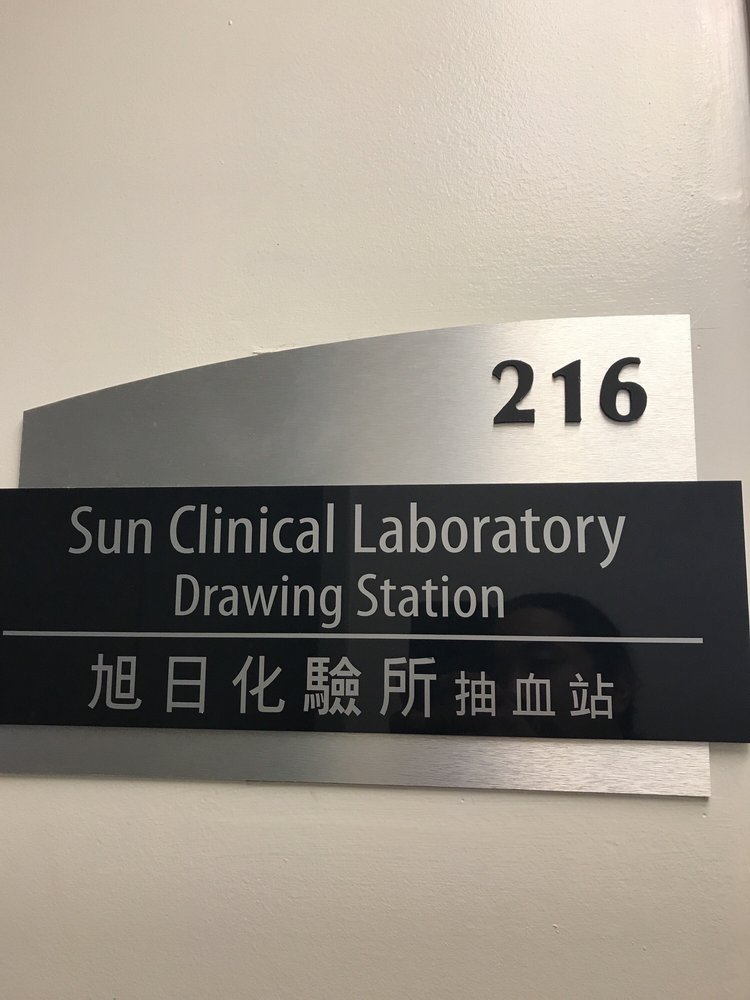 216
Sun Clinical Laboratory
Drawing Station
旭日化驗所抽血站